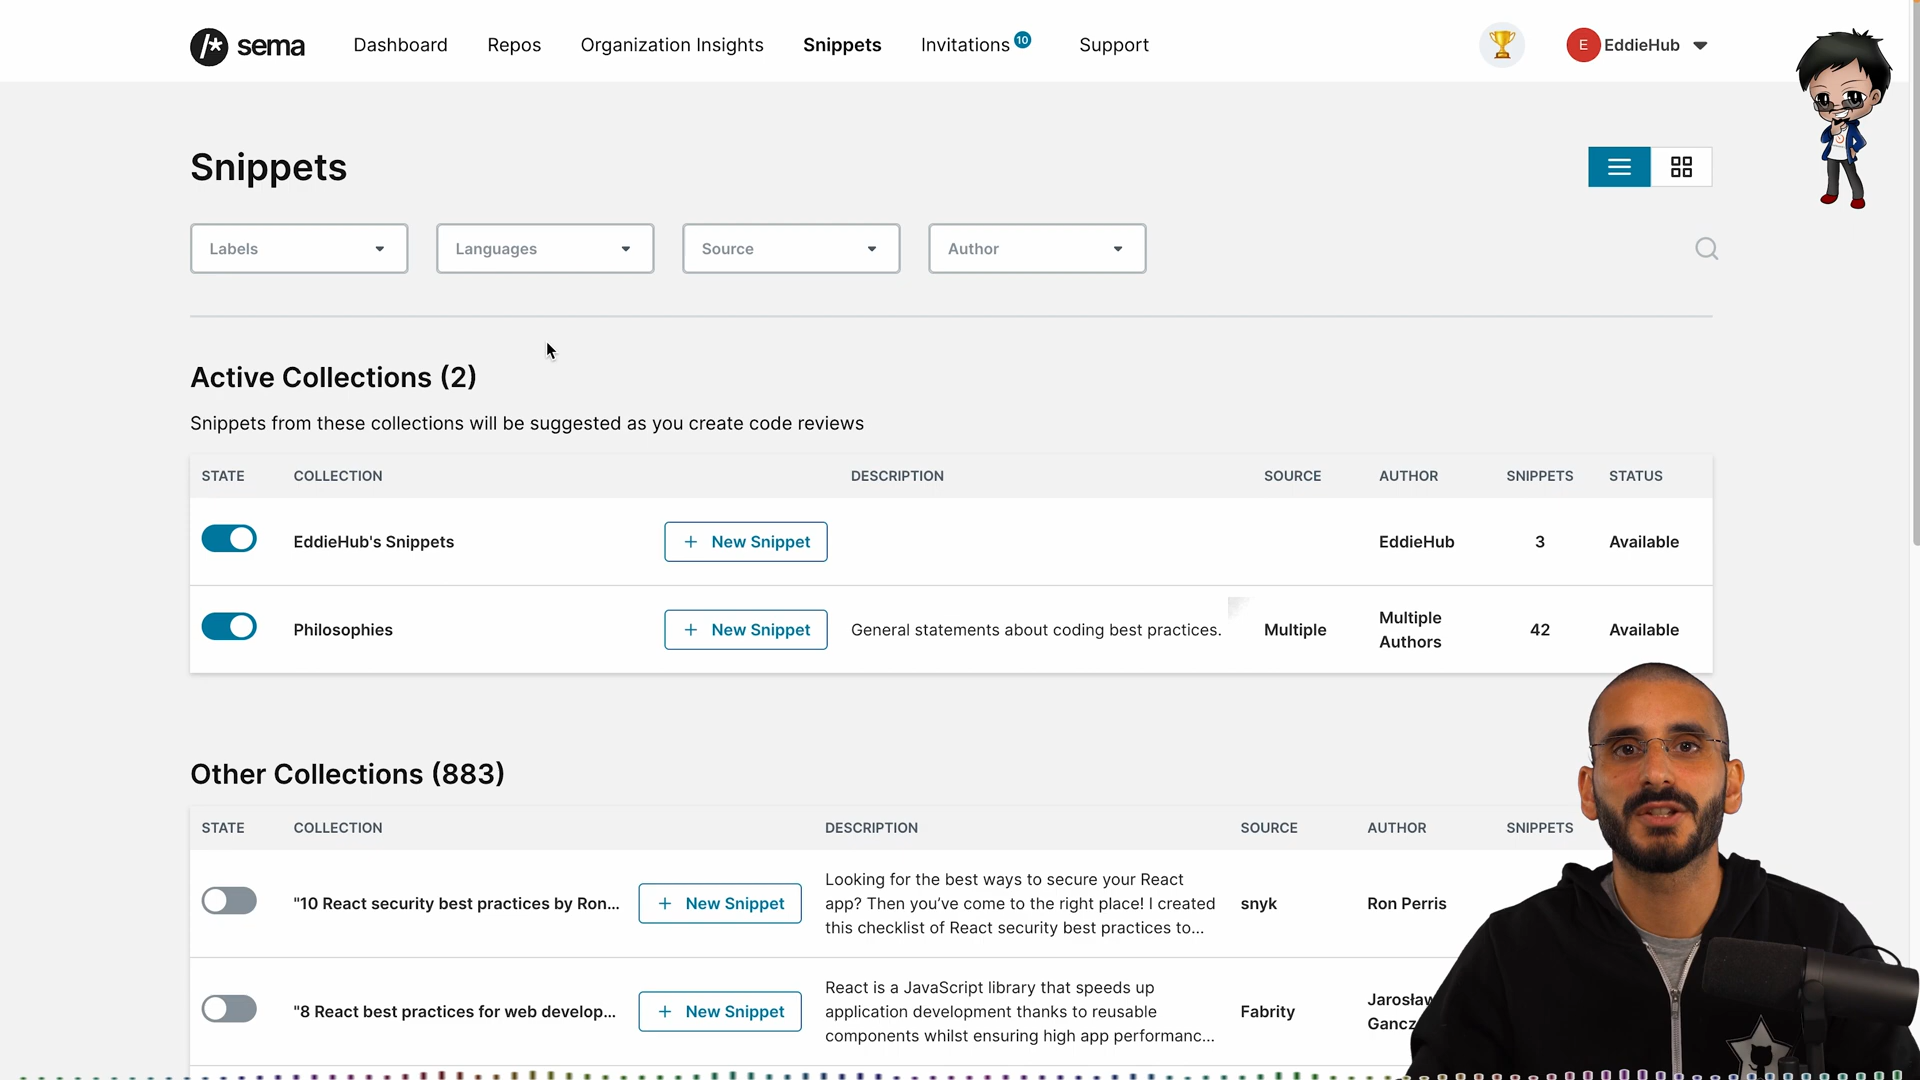 /* sema
Dashboard
Repos
Organization Insights
Snippets
Invitations 10
Support
E EddieHub
Snippets
Labels
Languages
Source
Author
Active Collections (2)
Snippets from these collections will be suggested as you create code reviews
STATE COLLECTION DESCRIPTION SOURCE AUTHOR SNIPPETS STATUS
EddieHub's Snippets + New Snippet EddieHub 3 Available
Philosophies + New Snippet General statements about coding best practices. Multiple Multiple
Authors 42 Available
Other Collections (883)
STATE COLLECTION DESCRIPTION SOURCE AUTHOR SNIPPETS
"10 React security best practices by Ron... + New Snippet
Looking for the best ways to secure your React
app? Then you've come to the right place! I created
this checklist of React security best practices to...
snyk
Ron Perris
"8 React best practices for web develop... + New Snippet
React is a JavaScript library that speeds up
application development thanks to reusable
components whilst ensuring high app performanc...
Fabrity